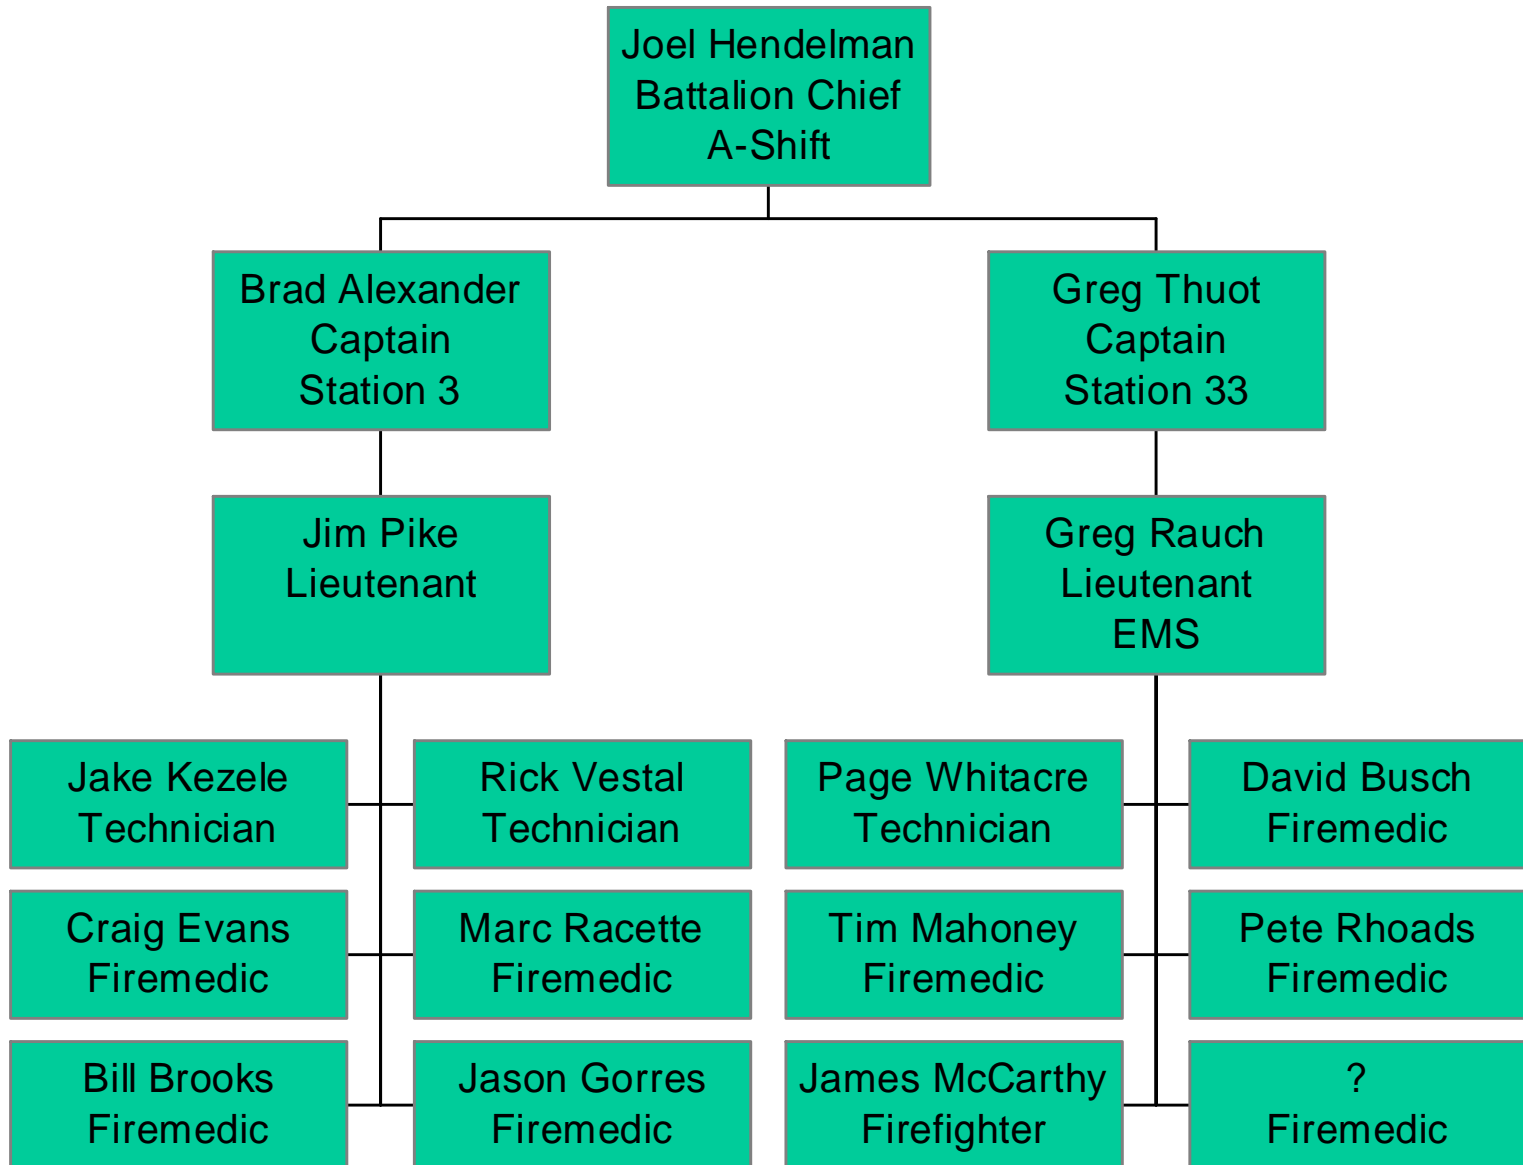 Joel Hendelman
Battalion Chief
A-Shift
Brad Alexander
Captain
Station 3
Greg Thuot
Captain
Station 33
Jim Pike
Lieutenant
Greg Rauch
Lieutenant
EMS
Jake Kezele
Technician
Rick Vestal
Technician
Page Whitacre
Technician
David Busch
Firemedic
Craig Evans
Firemedic
Marc Racette
Firemedic
Tim Mahoney
Firemedic
Pete Rhoads
Firemedic
Bill Brooks
Firemedic
Jason Gorres
Firemedic
James McCarthy
Firefighter
?
Firemedic